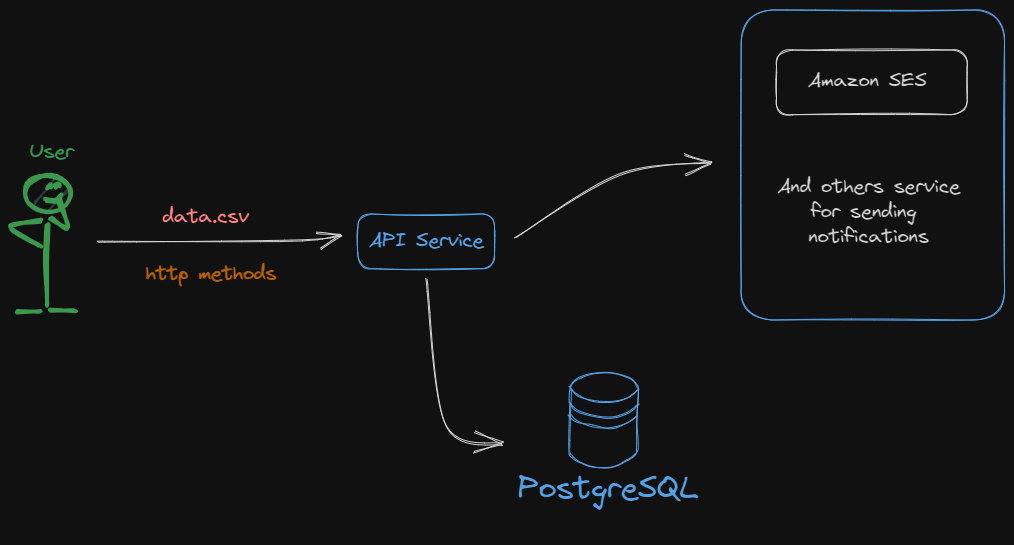 User
data.csv
http methods
API Service
Amazon SES
And others service
for sending
notifications
PostgreSQL